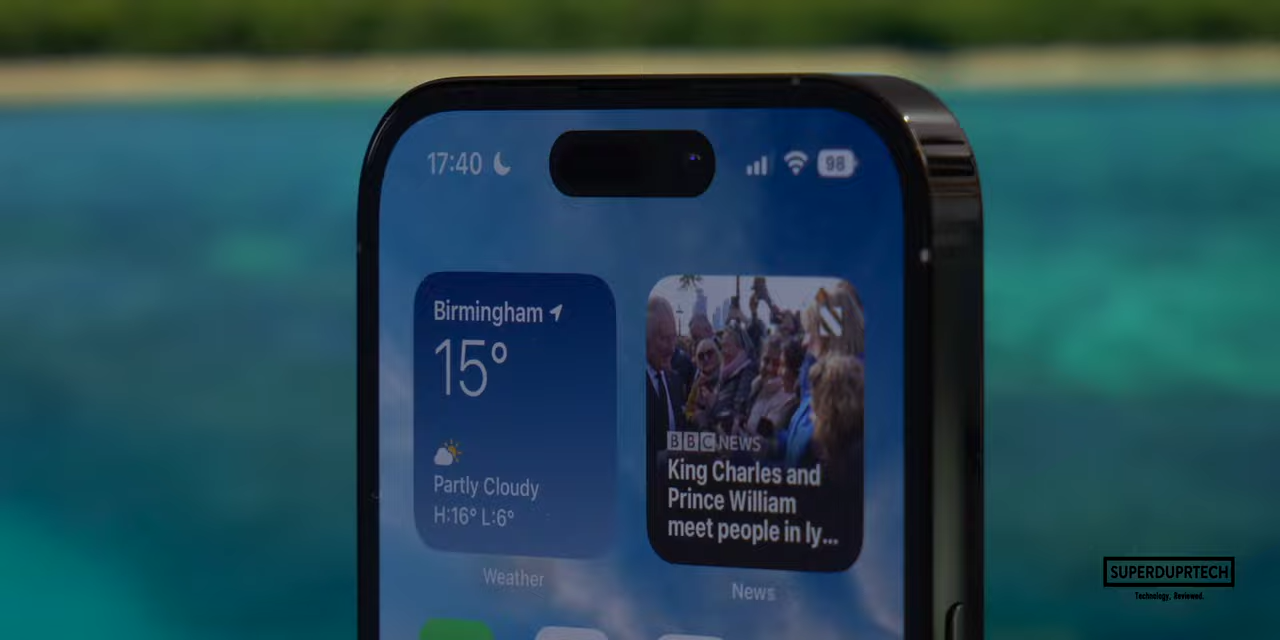 17:40
98
Birmingham
15°
Partly Cloudy
H:16° L:6°
Weather
BBC NEWS
King Charles and
Prince William
meet people in ly...
News
SUPERDUPRTECH
Technology, Reviewed.